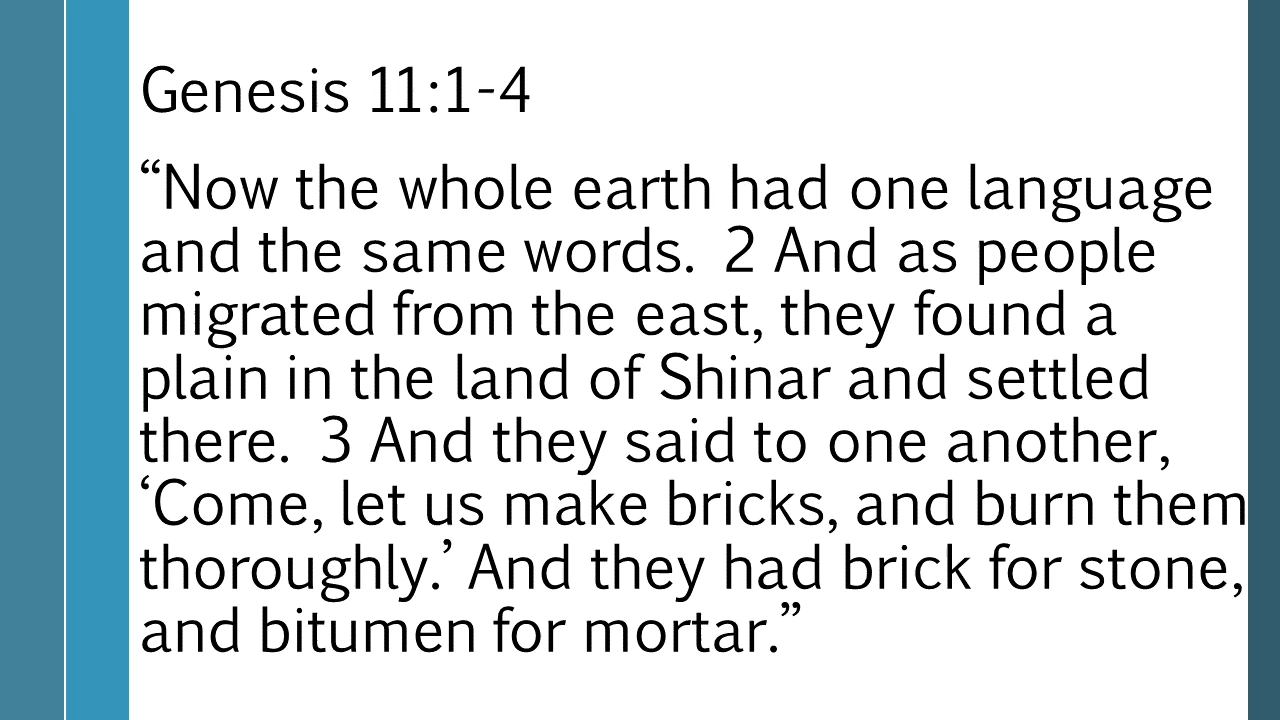 Genesis 11:1-4
“Now the whole earth had one language
and the same words.  2 And as people
migrated from the east, they found a
plain in the land of Shinar and settled
there.  3 And they said to one another,
‘Come, let us make bricks, and burn them
thoroughly.’ And they had brick for stone,
and bitumen for mortar.”